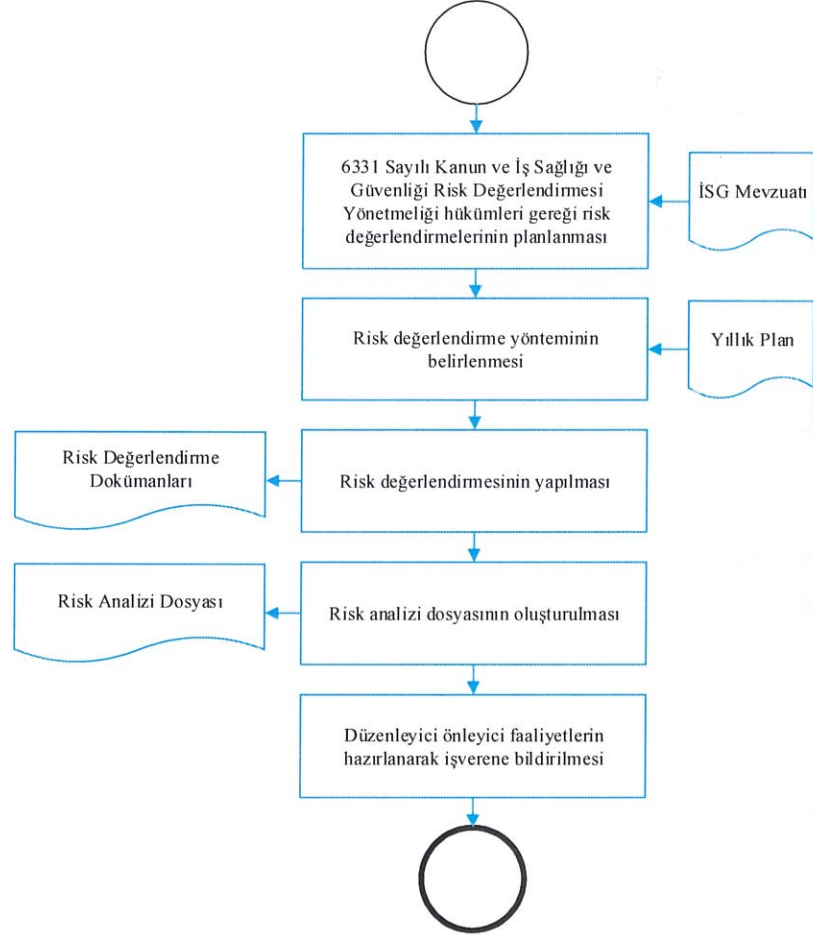 6331 Sayılı Kanun ve İş Sağlığı ve
Güvenliği Risk Değerlendirmesi
Yönetmeliği hükümleri gereği risk
değerlendirmelerinin planlanması
İSG Mevzuatı
Risk değerlendirme yönteminin
belirlenmesi
Yıllık Plan
Risk Değerlendirme
Dokümanları
Risk değerlendirmesinin yapılması
Risk Analizi Dosyası
Risk analizi dosyasının oluşturulması
Düzenleyici önleyici faaliyetlerin
hazırlanarak işverene bildirilmesi